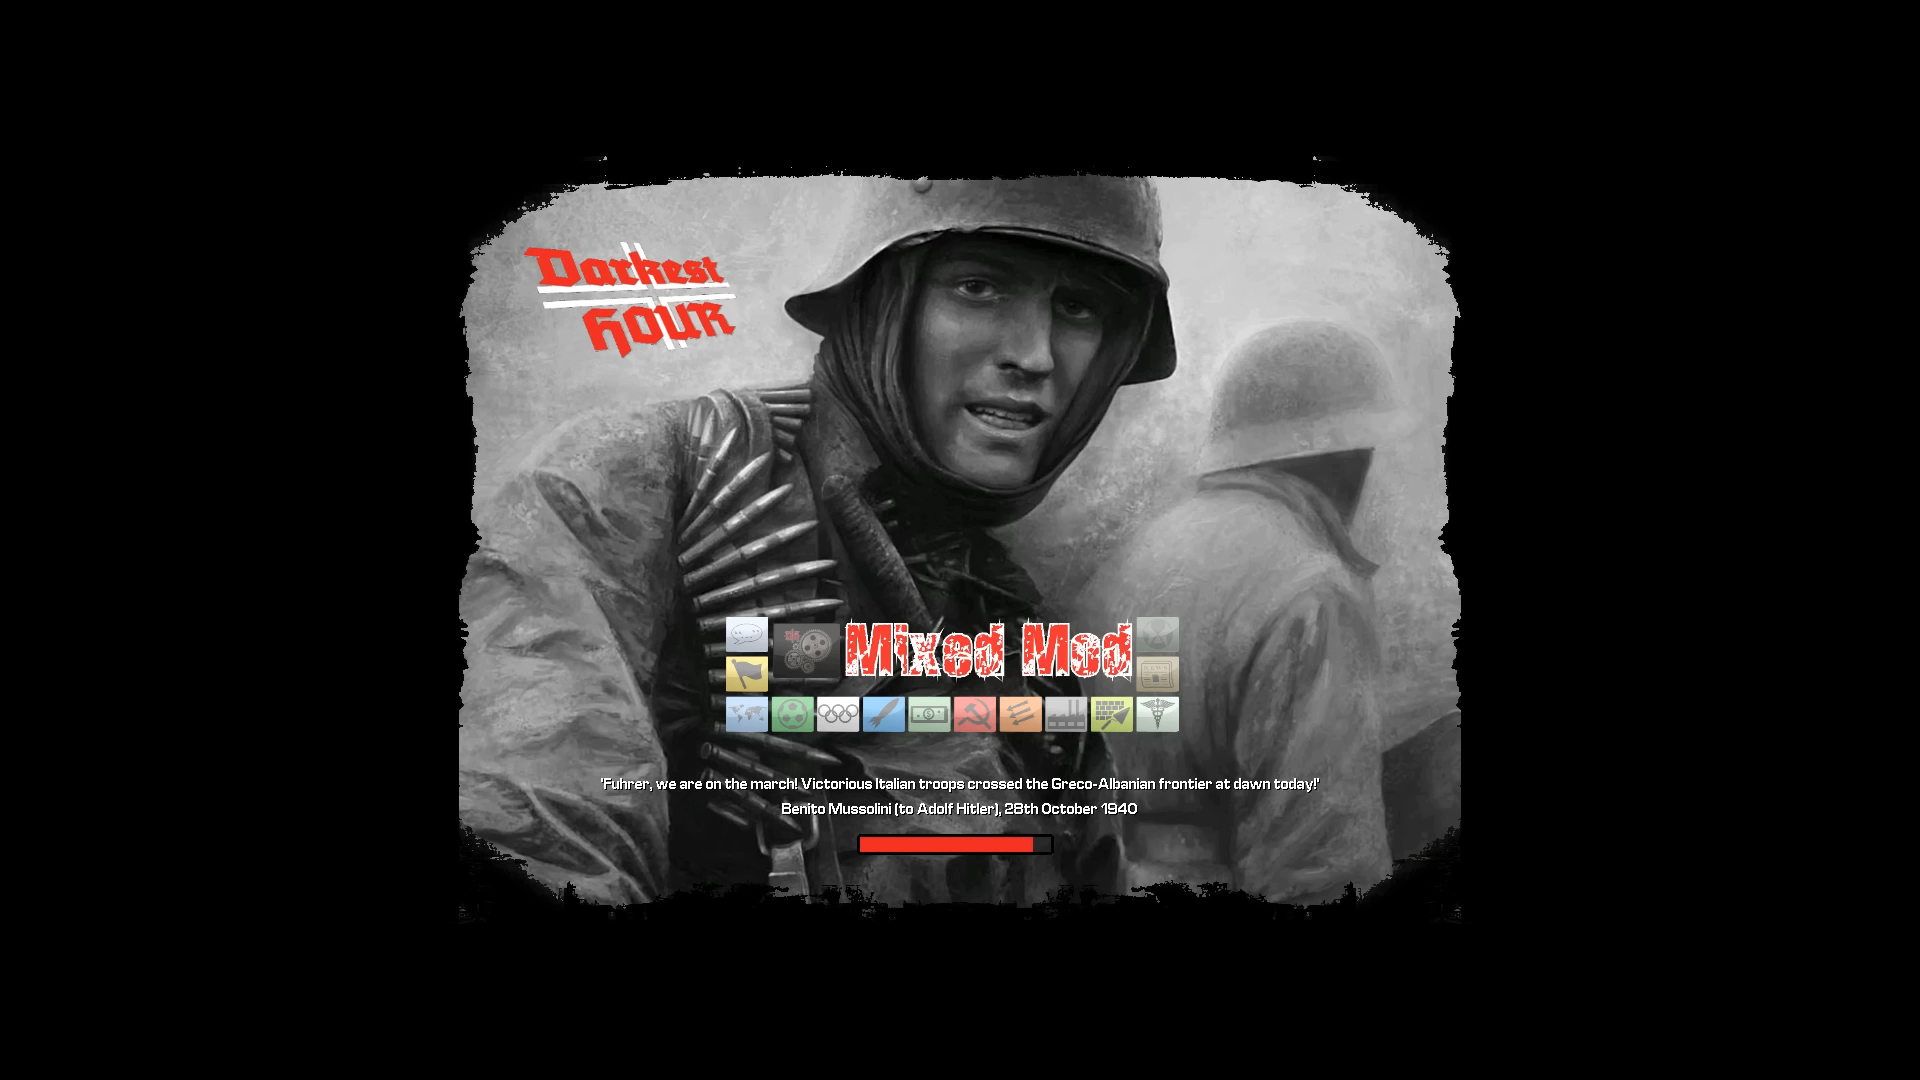 Darkest
Hour
Mixed Mod
'Fuhrer, we are on the march! Victorious Italian troops crossed the Greco-Albanian frontier at dawn today!'
Benito Mussolini (to Adolf Hitler), 28th October 1940